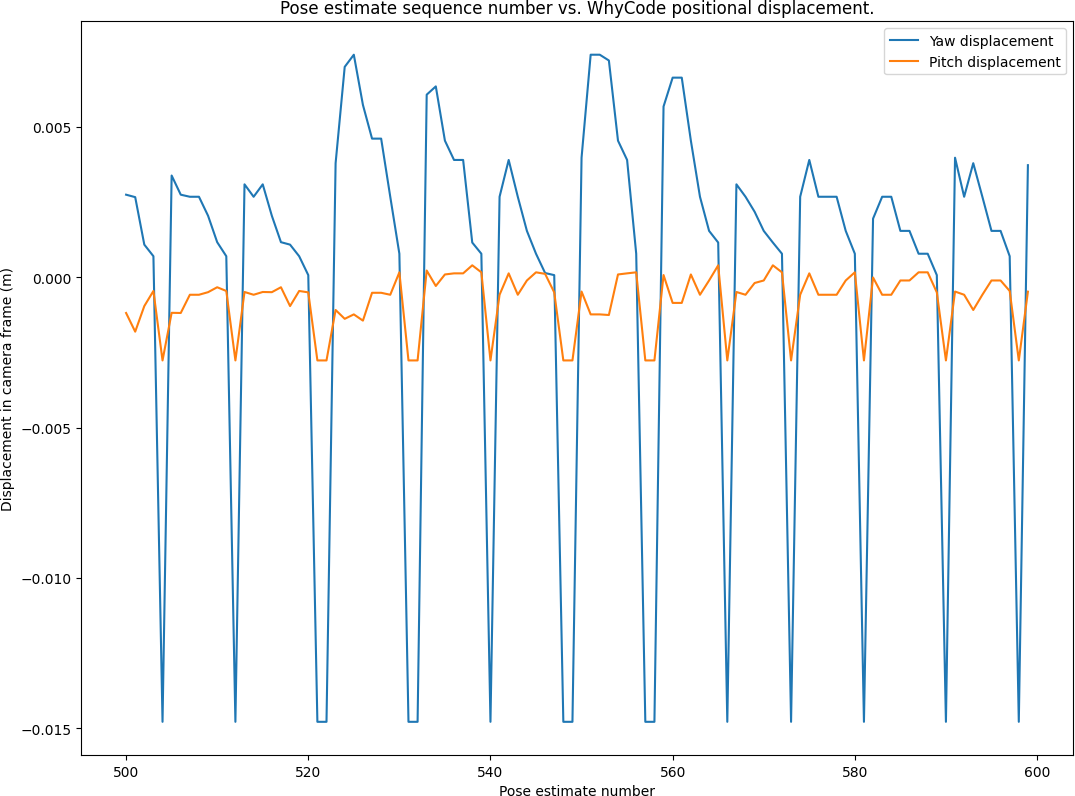 Pose estimate sequence number vs. WhyCode positional displacement.
Yaw displacement
Pitch displacement
Displacement in camera frame (m)
0.005
0.000
−0.005
−0.010
−0.015
500 520 540 560 580 600
Pose estimate number